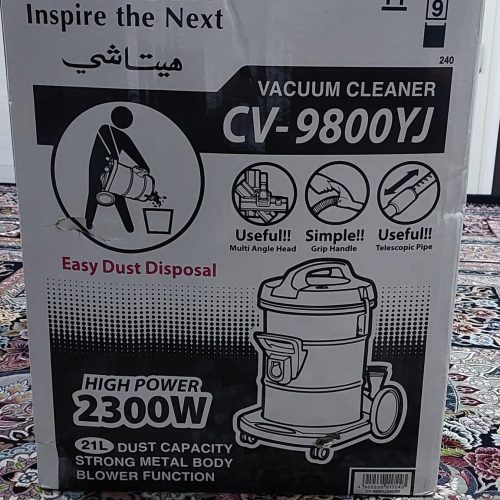 Inspire the Next
هيتاشي
9
240
VACUUM CLEANER
CV-9800YJ
Useful!!
Multi Angle Head
Simple!!
Grip Handle
Useful!!
Telescopic Pipe
Easy Dust Disposal
HIGH POWER
2300W
21L DUST CAPACITY
STRONG METAL BODY
BLOWER FUNCTION